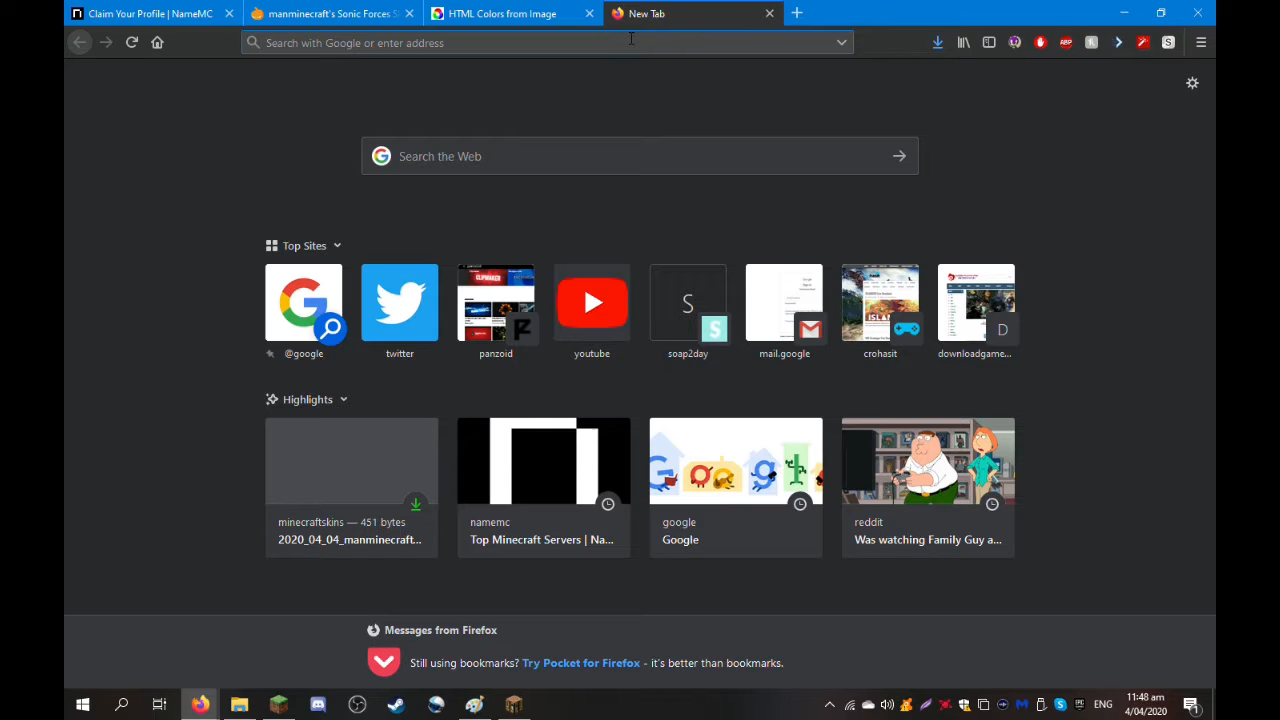 Claim Your Profile | NameMC
manminecraft's Sonic Forces S
HTML Colors from Image
New Tab
Search with Google or enter address
ABP
S
Search the Web
Top Sites
@google
twitter
panzoid
youtube
S
S
soap2day
mail.google
crohasit
D
downloadgame...
Highlights
minecraftskins — 451 bytes
2020_04_04_manminecraft...
namemc
Top Minecraft Servers | Na...
google
Google
reddit
Was watching Family Guy a...
Messages from Firefox
Still using bookmarks? Try Pocket for Firefox - it's better than bookmarks.
ENG
11:48 am
4/04/2020